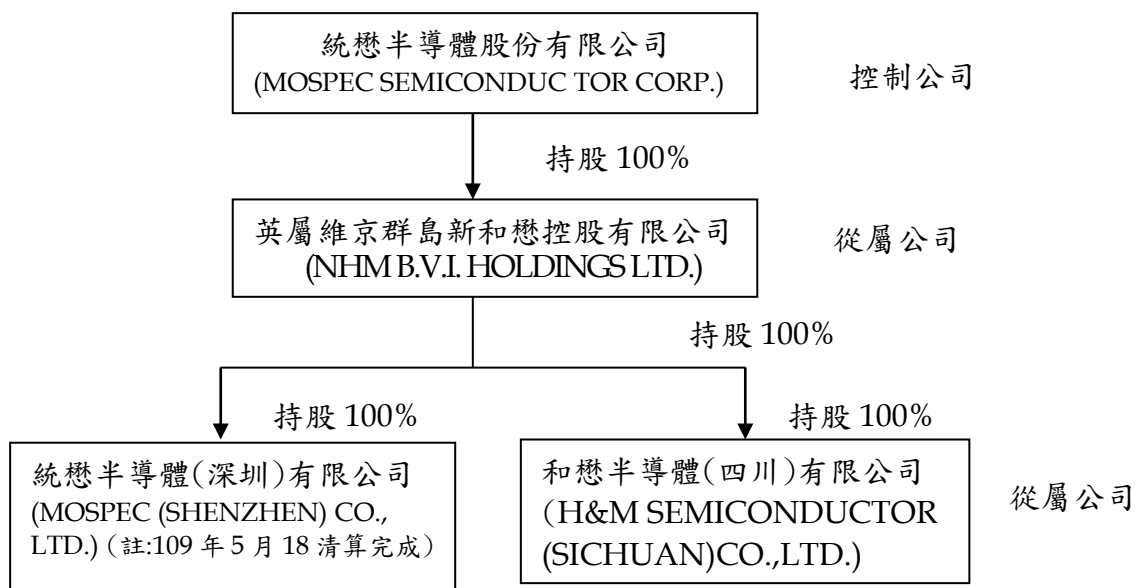 統懋半導體股份有限公司
(MOSPEC SEMICONDUC TOR CORP.)
控制公司
持股 100%
英屬維京群島新和懋控股有限公司
(NHM B.V.I. HOLDINGS LTD.)
從屬公司
持股 100%
持股 100%
持股 100%
統懋半導體(深圳)有限公司
(MOSPEC (SHENZHEN) CO.,
LTD.)(註:109 年 5 月 18 清算完成)
和懋半導體(四川)有限公司
(H&M SEMICONDUCTOR
(SICHUAN)CO.,LTD.)
從屬公司